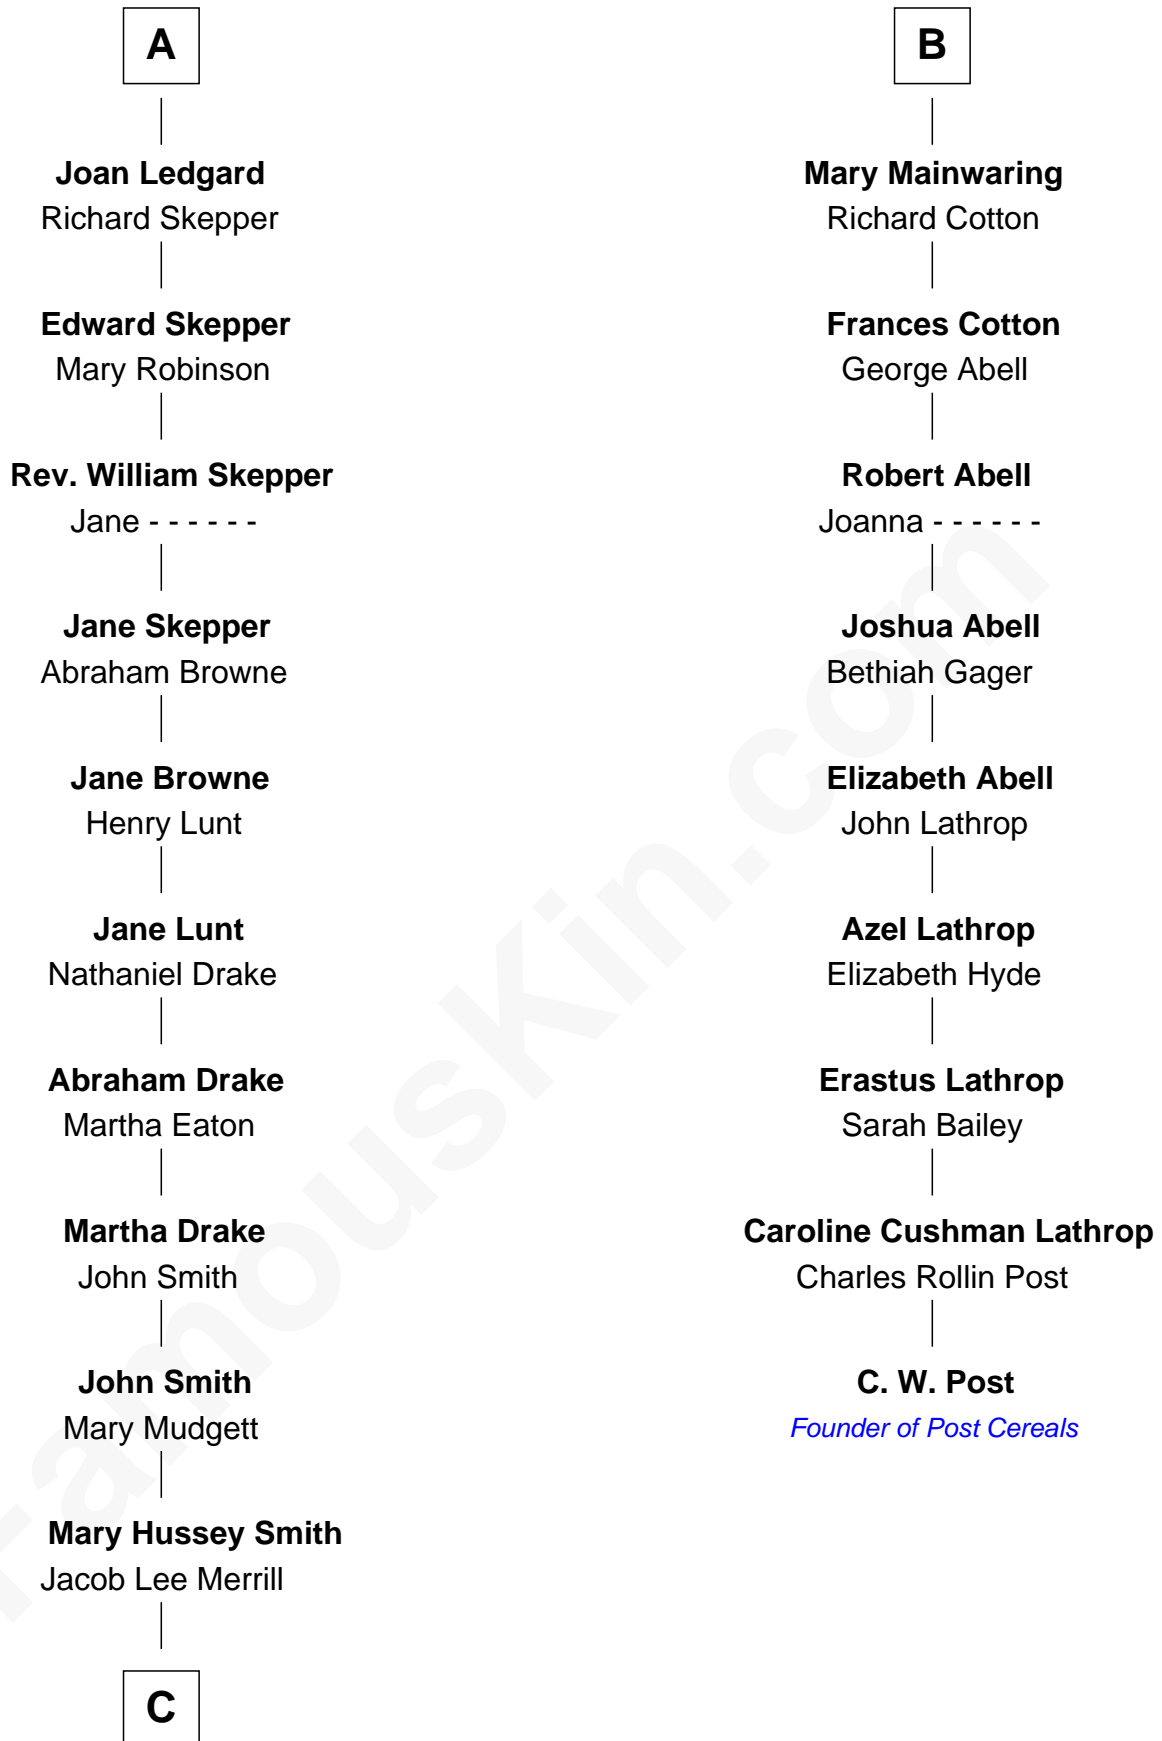 A
Joan Ledgard
Richard Skepper
Edward Skepper
Mary Robinson
Rev. William Skepper
Jane - - - - - -
Jane Skepper
Abraham Browne
Jane Browne
Henry Lunt
Jane Lunt
Nathaniel Drake
Abraham Drake
Martha Eaton
Martha Drake
John Smith
John Smith
Mary Mudgett
Mary Hussey Smith
Jacob Lee Merrill
C
B
Mary Mainwaring
Richard Cotton
Frances Cotton
George Abell
Robert Abell
Joanna - - - - - -
Joshua Abell
Bethiah Gager
Elizabeth Abell
John Lathrop
Azel Lathrop
Elizabeth Hyde
Erastus Lathrop
Sarah Bailey
Caroline Cushman Lathrop
Charles Rollin Post
C. W. Post
Founder of Post Cereals
FamousKin.com